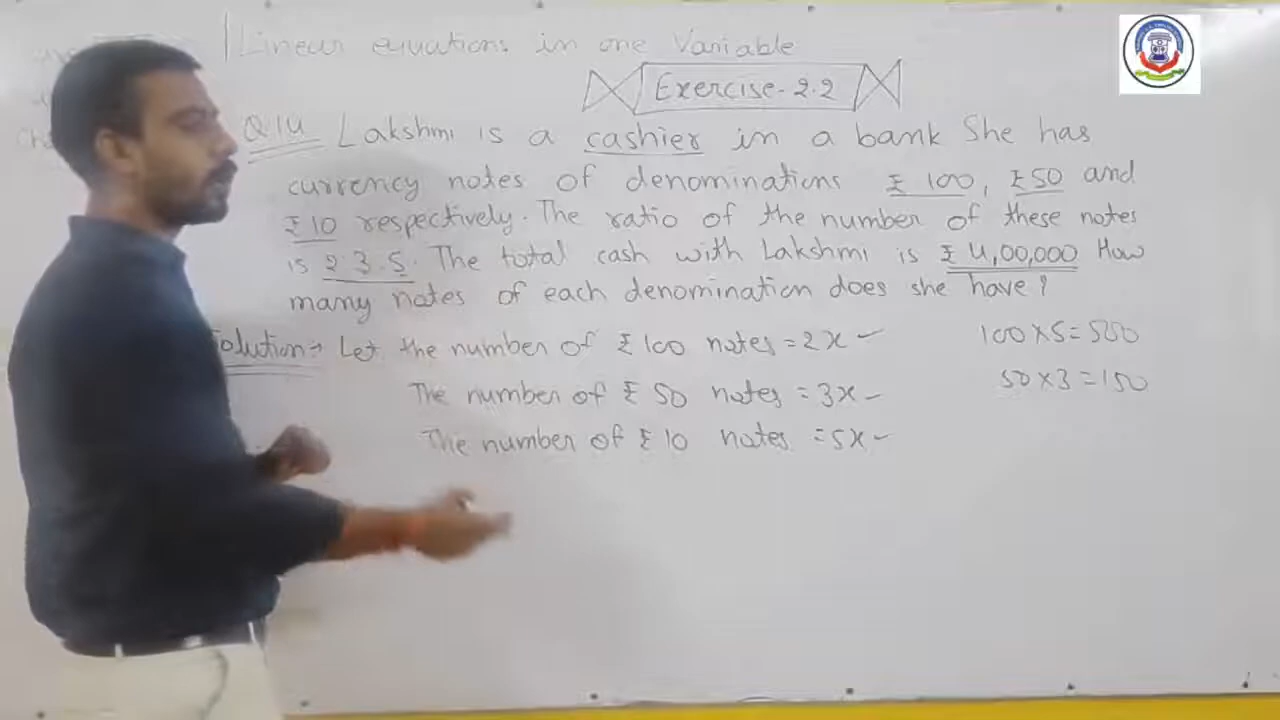 Linear equations in one Variable
Exercise-2.2
Q14 Lakshmi is a cashier in a bank She has
currency notes of denominations ₹ 100, ₹50 and
₹10 respectively. The ratio of the number of these notes
is 2:3:5. The total cash with Lakshmi is ₹ 4,00,000 How
many notes of each denomination does she have?
Solution:→ Let the number of ₹100 notes = 2x
The number of ₹ 50 notes = 3x
The number of ₹10 notes = 5x
100×5=500
50×3=150